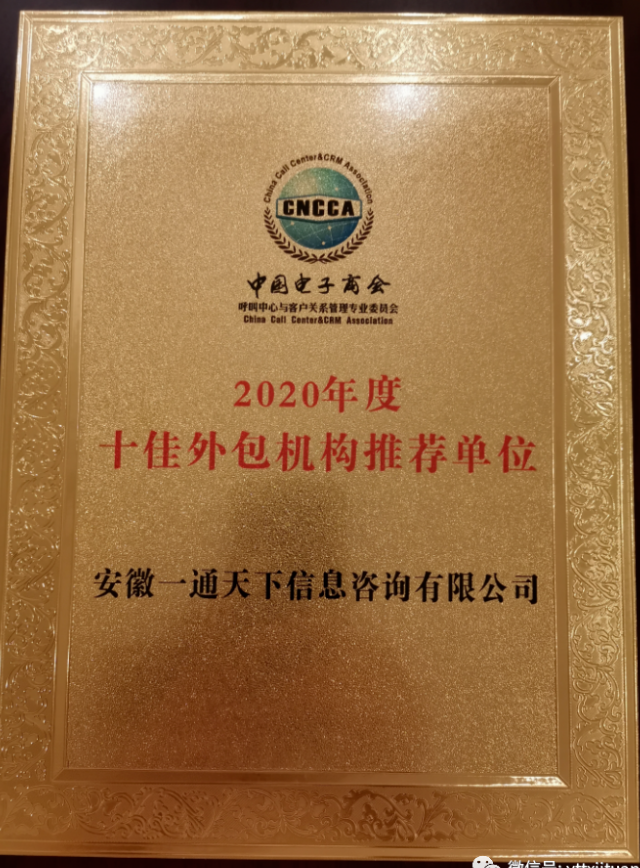 China Call Center&CRM Association
CNCCA
中国电子商会
呼叫中心与客户关系管理专业委员会
China Call Center&CRM Association
2020年度
十佳外包机构推荐单位
安徽一通天下信息咨询有限公司
微信号: